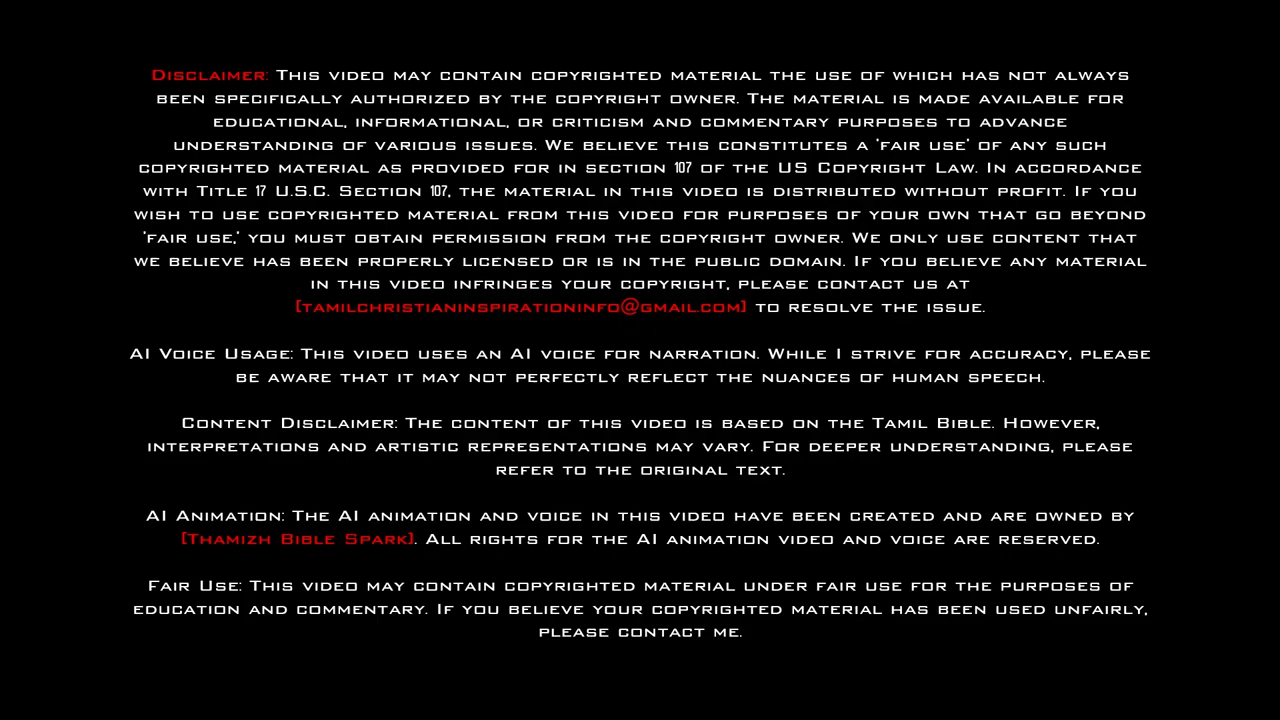 Disclaimer: This video may contain copyrighted material the use of which has not always
been specifically authorized by the copyright owner. The material is made available for
educational, informational, or criticism and commentary purposes to advance
understanding of various issues. We believe this constitutes a 'fair use' of any such
copyrighted material as provided for in section 107 of the US Copyright Law. In accordance
with Title 17 U.S.C. Section 107, the material in this video is distributed without profit. If you
wish to use copyrighted material from this video for purposes of your own that go beyond
'fair use,' you must obtain permission from the copyright owner. We only use content that
we believe has been properly licensed or is in the public domain. If you believe any material
in this video infringes your copyright, please contact us at
[tamilchristianinspirationinfo@gmail.com] to resolve the issue.
AI Voice Usage: This video uses an AI voice for narration. While I strive for accuracy, please
be aware that it may not perfectly reflect the nuances of human speech.
Content Disclaimer: The content of this video is based on the Tamil Bible. However,
interpretations and artistic representations may vary. For deeper understanding, please
refer to the original text.
AI Animation: The AI animation and voice in this video have been created and are owned by
[Thamizh Bible Spark]. All rights for the AI animation video and voice are reserved.
Fair Use: This video may contain copyrighted material under fair use for the purposes of
education and commentary. If you believe your copyrighted material has been used unfairly,
please contact me.